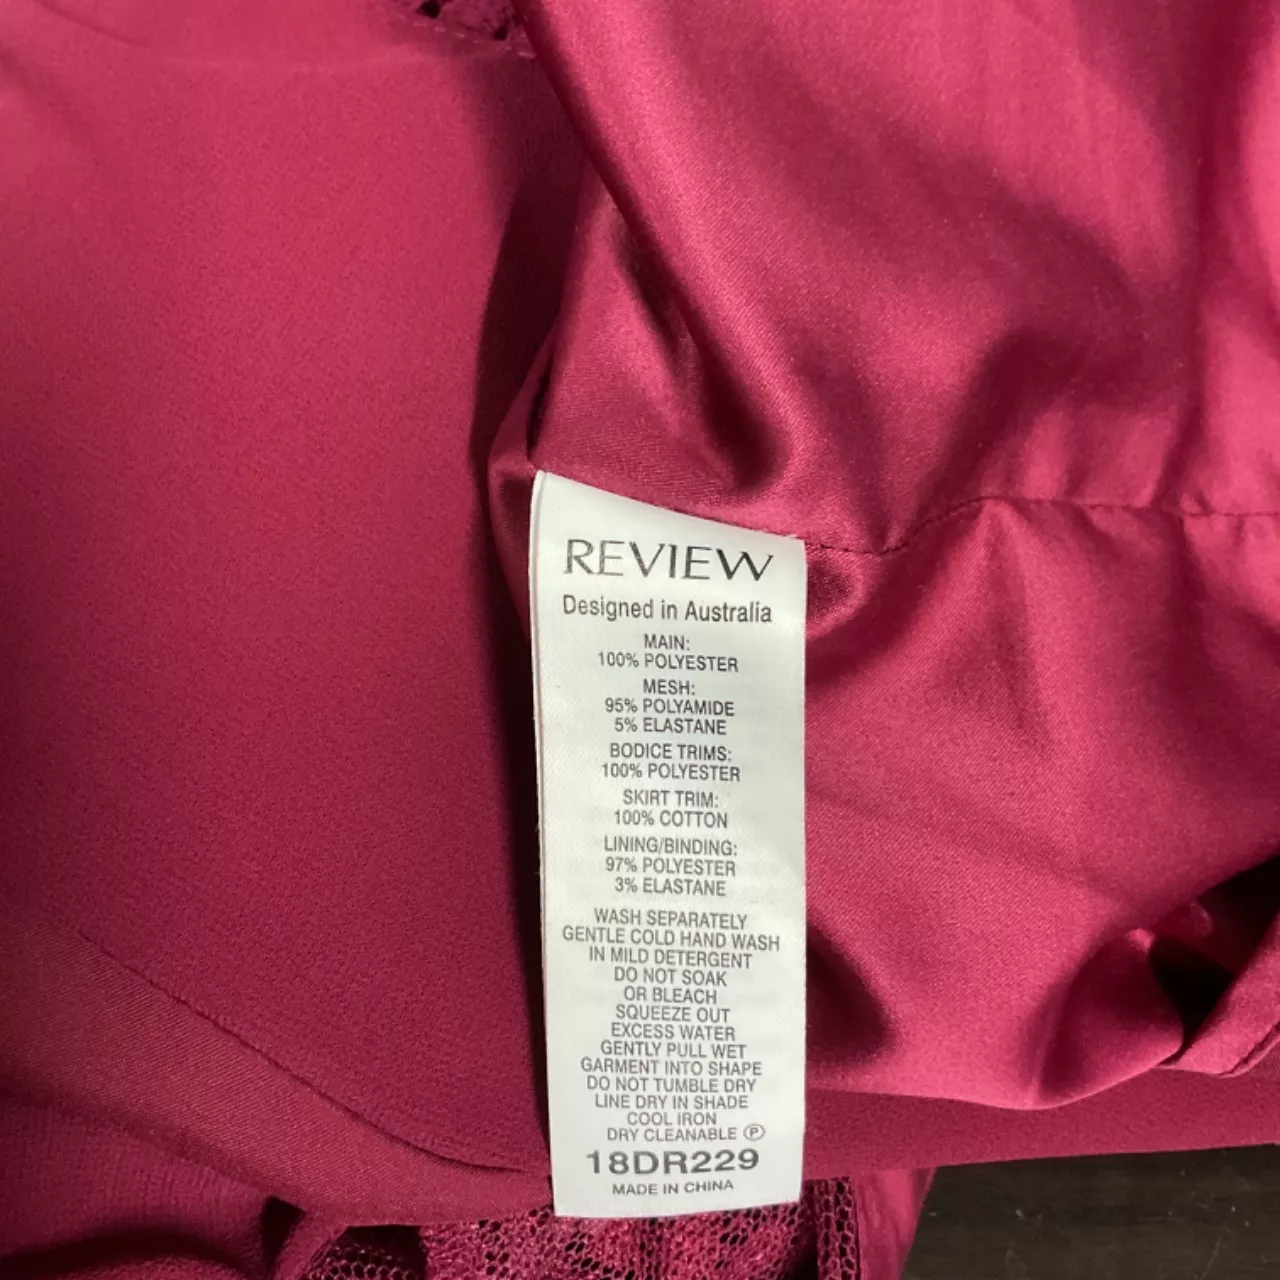 REVIEW
Designed in Australia
MAIN:
100% POLYESTER
MESH:
95% POLYAMIDE
5% ELASTANE
BODICE TRIMS:
100% POLYESTER
SKIRT TRIM:
100% COTTON
LINING/BINDING:
97% POLYESTER
3% ELASTANE
WASH SEPARATELY
GENTLE COLD HAND WASH
IN MILD DETERGENT
DO NOT SOAK
OR BLEACH
SQUEEZE OUT
EXCESS WATER
GENTLY PULL WET
GARMENT INTO SHAPE
DO NOT TUMBLE DRY
LINE DRY IN SHADE
COOL IRON
DRY CLEANABLE Ⓟ
18DR229
MADE IN CHINA